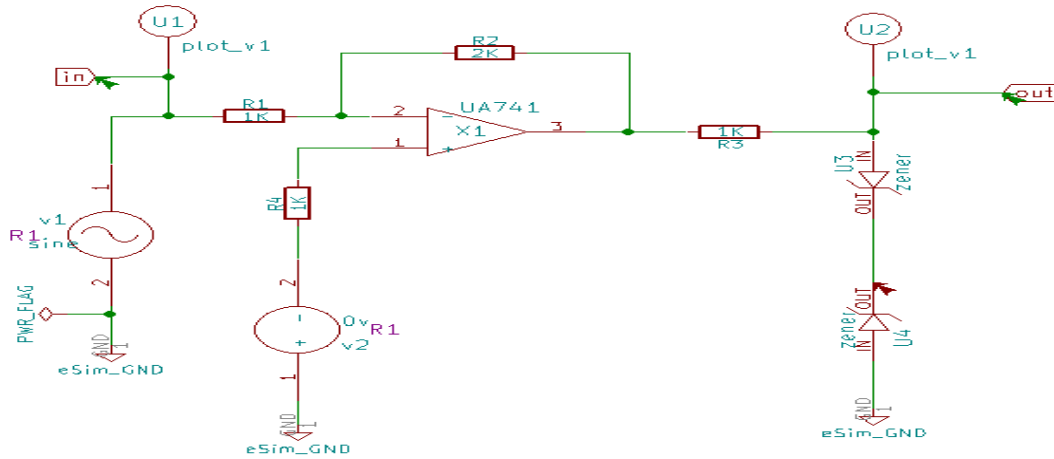 U1
plot_v1
in
R1
1K
R2
2K
UA741
X1
2
1
3
-
+
1K
R3
U2
plot_v1
out
IN
U3
zener
OUT
R4
1K
1
v1
R1
sine
2
PWR_FLAG
GND
1
eSim_GND
2
-
+
0v
R1
v2
1
GND
1
eSim_GND
OUT
zener
U4
IN
GND
1
eSim_GND